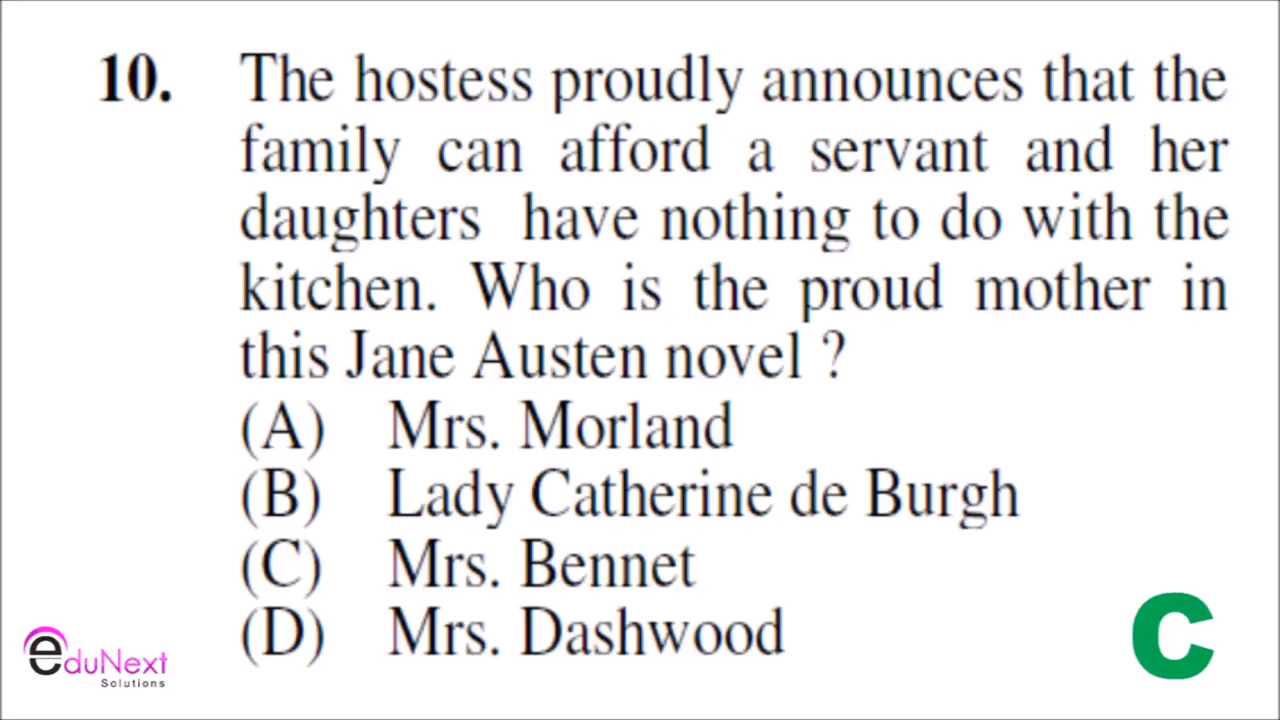 10. The hostess proudly announces that the
family can afford a servant and her
daughters have nothing to do with the
kitchen. Who is the proud mother in
this Jane Austen novel ?
(A) Mrs. Morland
(B) Lady Catherine de Burgh
(C) Mrs. Bennet
(D) Mrs. Dashwood
C
eduNext
Solutions